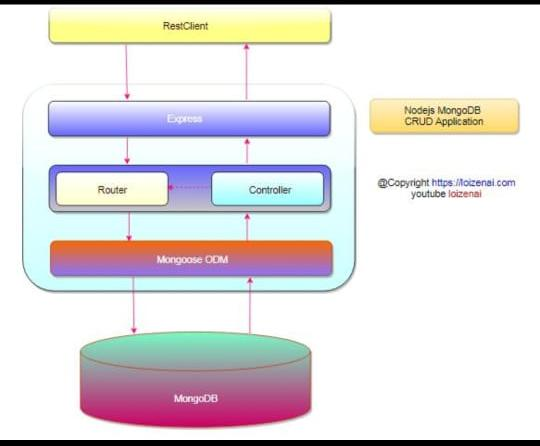 RestClient
Express
Nodejs MongoDB
CRUD Application
Router
Controller
@Copyright https://loizenai.com
youtube loizenai
Mongoose ODM
MongoDB